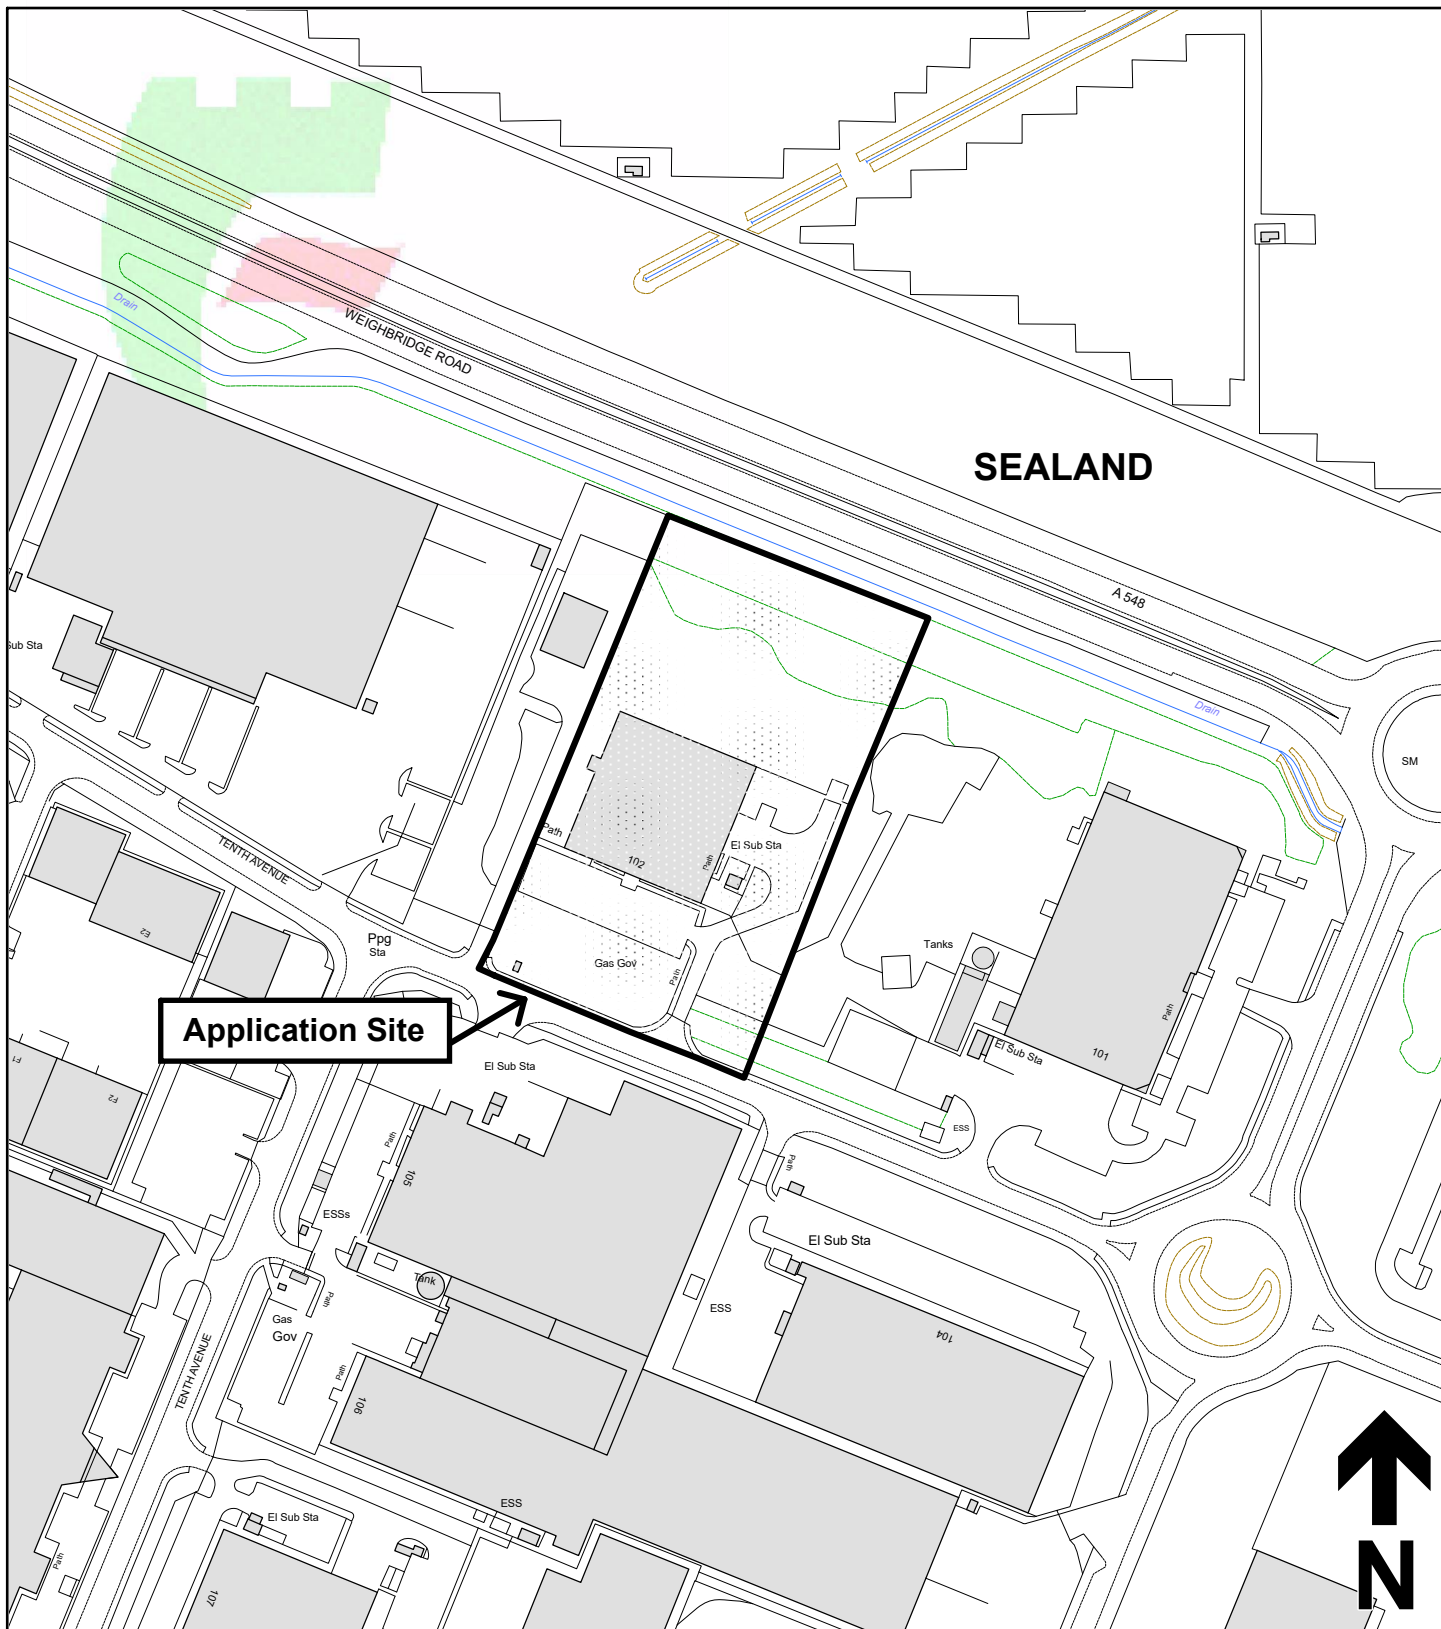 Drain
WEIGHBRIDGE ROAD
SEALAND
A 548
Sub Sta
Drain
SM
TENTH AVENUE
Path
102
Path
El Sub Sta
E2
Ppg
Sta
Gas Gov
Path
Tanks
Path
Application Site
El Sub Sta
El Sub Sta
101
F1
F2
Path
105
ESS
Path
ESSs
El Sub Sta
Tank
Path
ESS
Gas
Gov
104
TENTH AVENUE
Path
106
ESS
El Sub Sta
Path
107
N